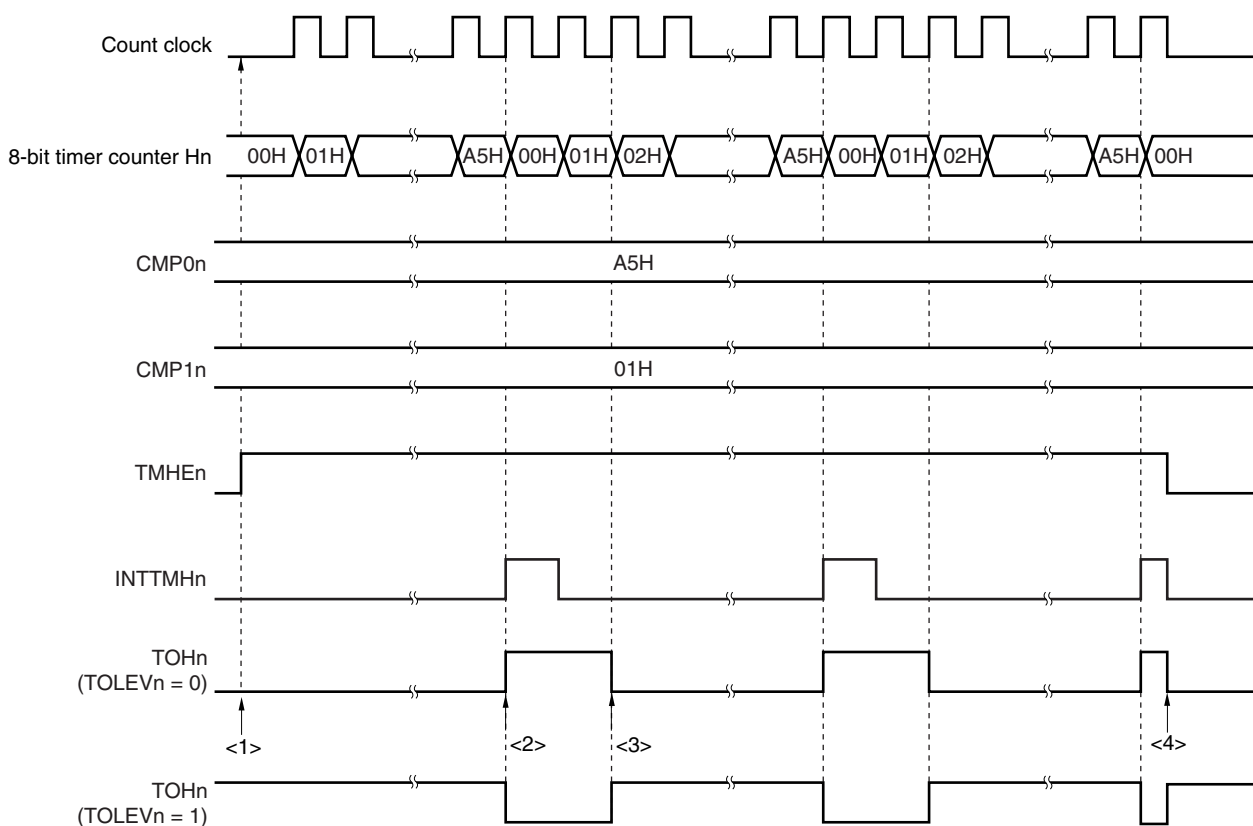 Count clock
8-bit timer counter Hn
00H 01H A5H 00H 01H 02H A5H 00H 01H 02H A5H 00H
CMP0n
A5H
CMP1n
01H
TMHEn
INTTMHn
TOHn
(TOLEVn = 0)
<1> <2> <3> <4>
TOHn
(TOLEVn = 1)